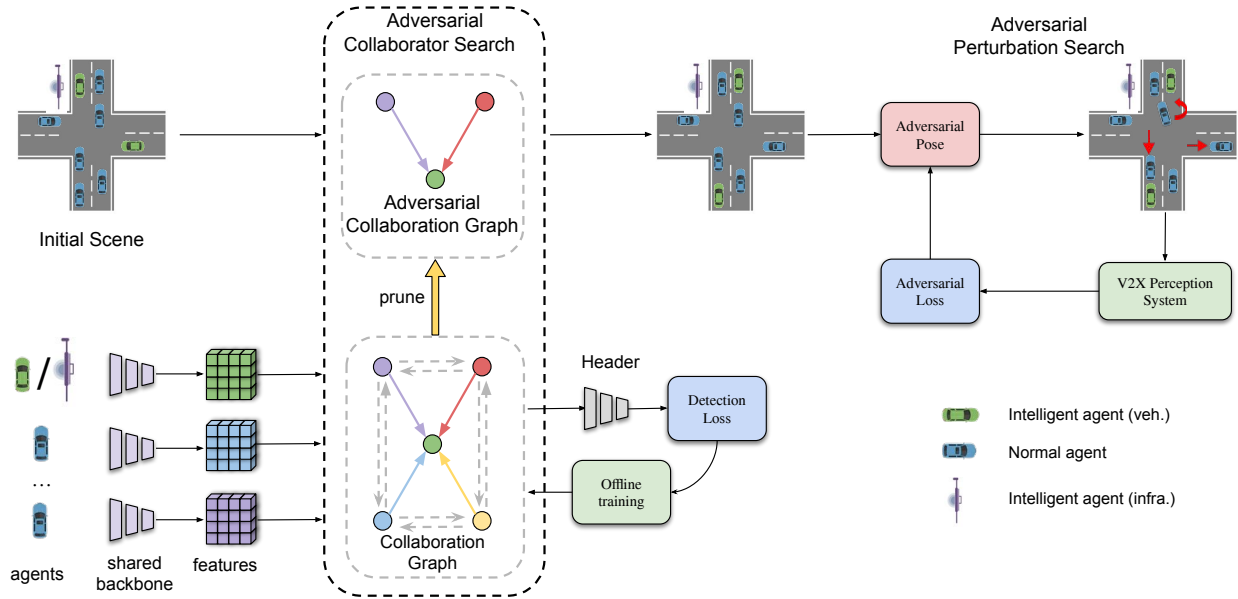 Adversarial
Collaborator Search
Adversarial
Perturbation Search
Adversarial
Pose
Adversarial
Collaboration Graph
Initial Scene
Adversarial
Loss
V2X Perception
System
prune
/
Header
Detection
Loss
Intelligent agent (veh.)
Normal agent
...
Offline
training
Intelligent agent (infra.)
Collaboration
Graph
agents
shared
backbone
features